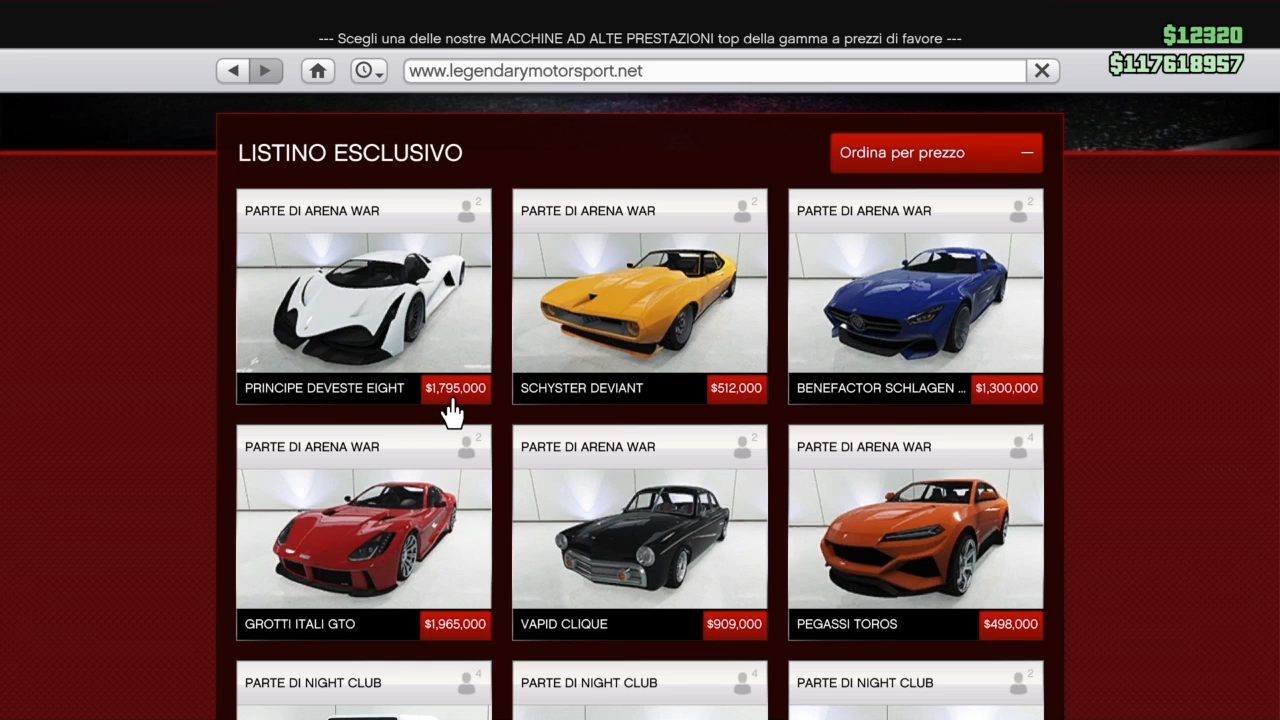 --- Scegli una delle nostre MACCHINE AD ALTE PRESTAZIONI top della gamma a prezzi di favore ---
$12320
$117618957
www.legendarymotorsport.net
LISTINO ESCLUSIVO
Ordina per prezzo
PARTE DI ARENA WAR 2
PARTE DI ARENA WAR 2
PARTE DI ARENA WAR 2
PRINCIPE DEVESTE EIGHT $1,795,000
SCHYSTER DEVIANT $512,000
BENEFACTOR SCHLAGEN ... $1,300,000
PARTE DI ARENA WAR 2
PARTE DI ARENA WAR 2
PARTE DI ARENA WAR 4
GROTTI ITALI GTO $1,965,000
VAPID CLIQUE $909,000
PEGASSI TOROS $498,000
PARTE DI NIGHT CLUB 4
PARTE DI NIGHT CLUB 4
PARTE DI NIGHT CLUB 2